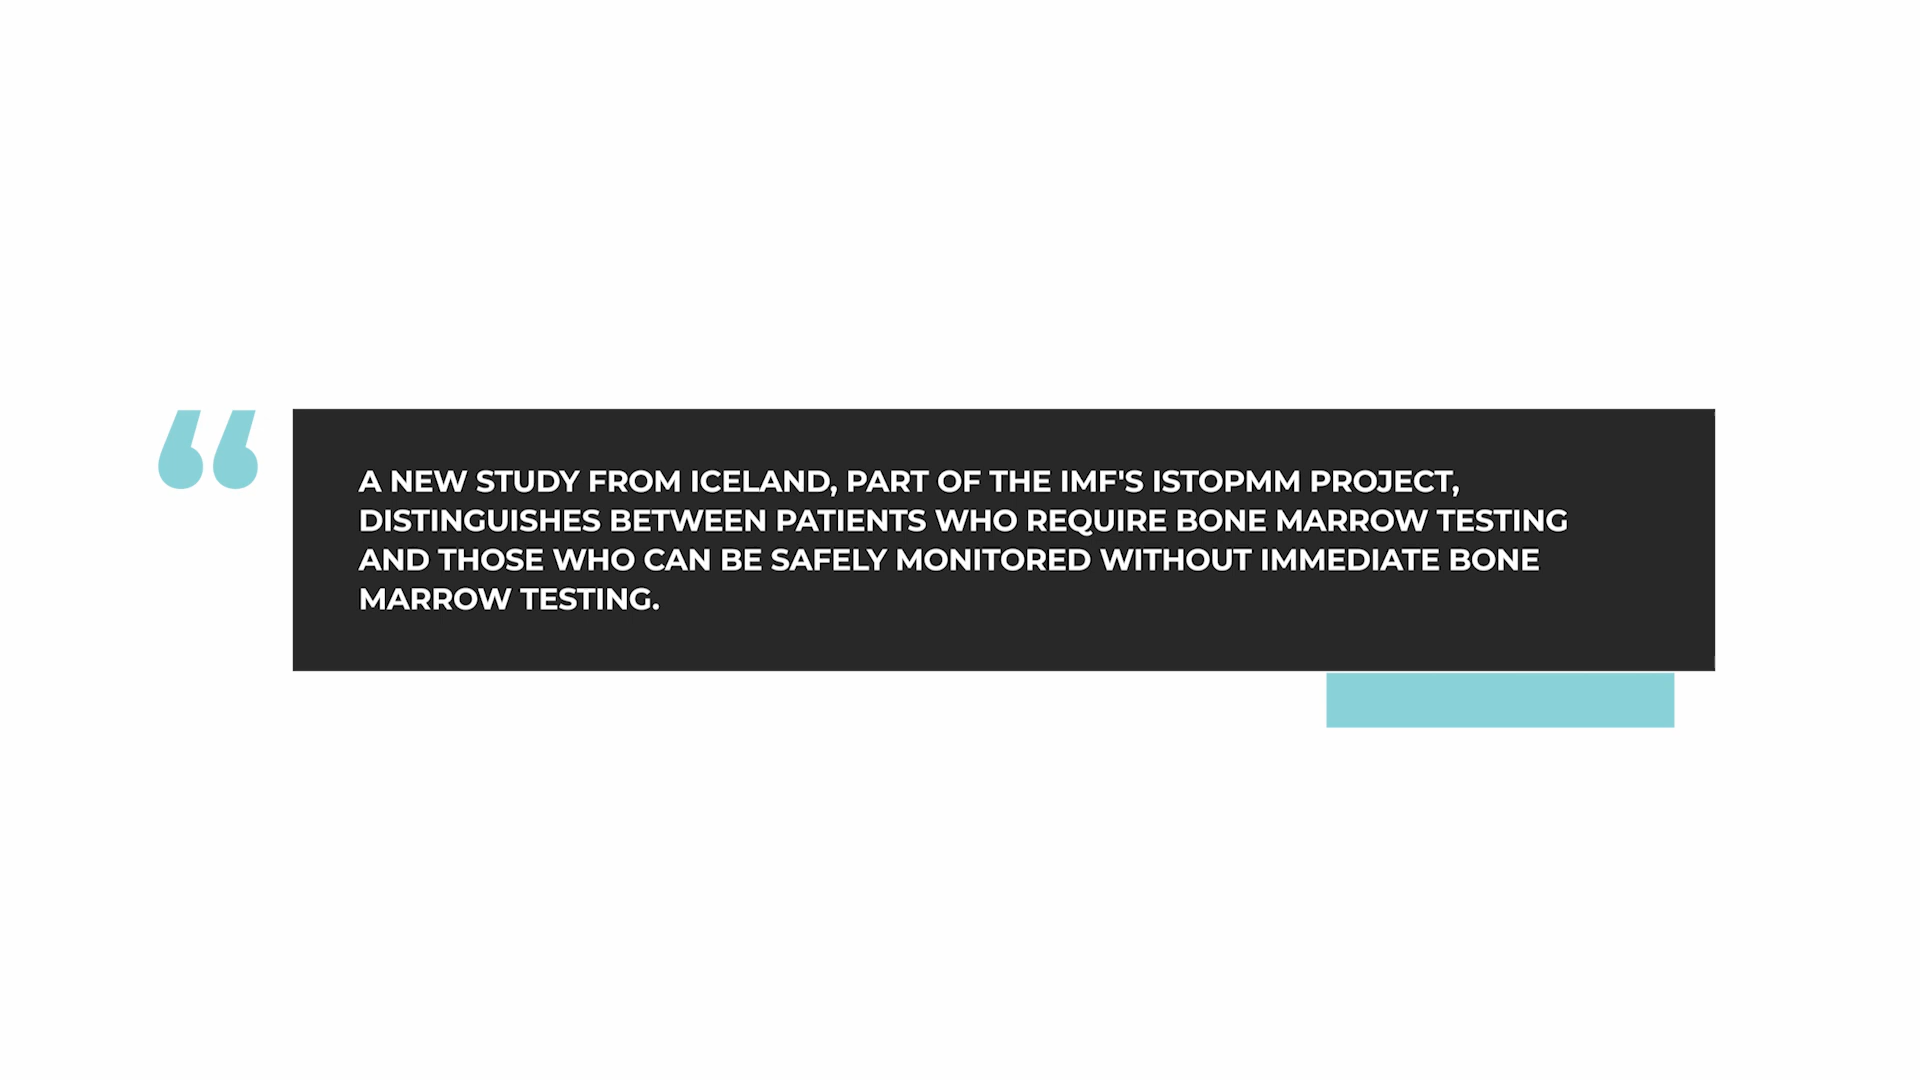 “
A NEW STUDY FROM ICELAND, PART OF THE IMF'S ISTOPMM PROJECT,
DISTINGUISHES BETWEEN PATIENTS WHO REQUIRE BONE MARROW TESTING
AND THOSE WHO CAN BE SAFELY MONITORED WITHOUT IMMEDIATE BONE
MARROW TESTING.